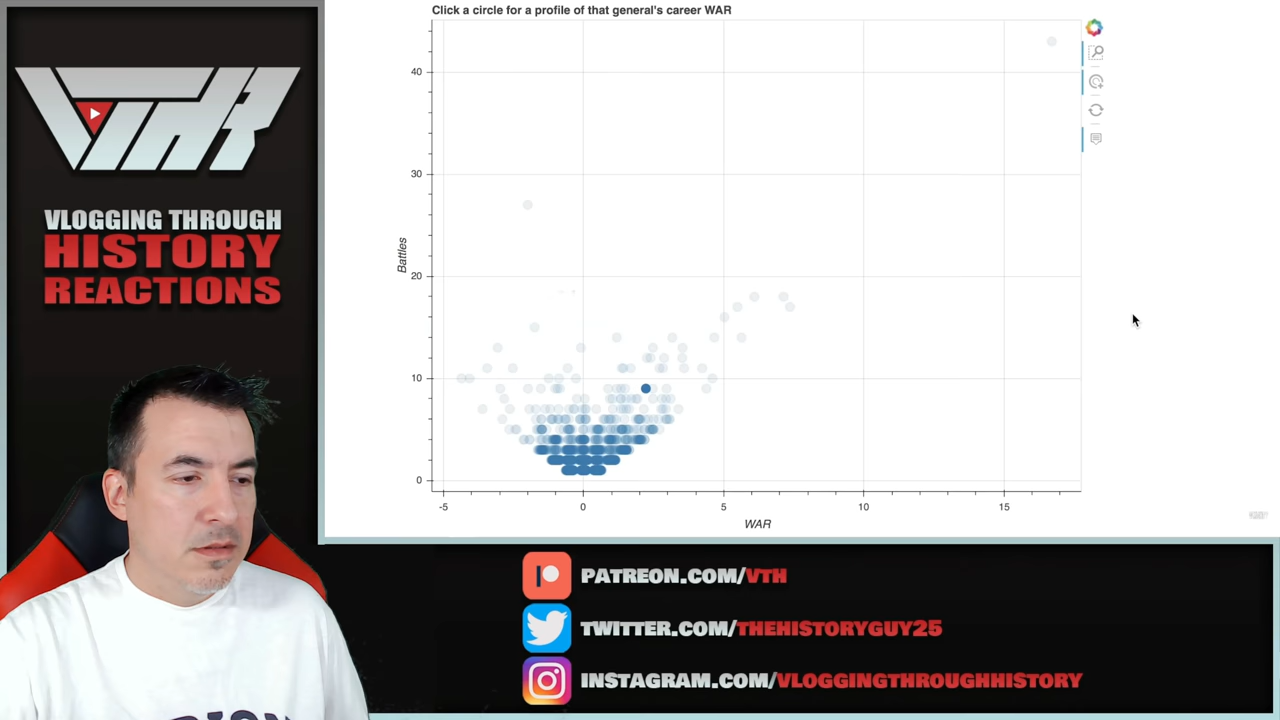 Click a circle for a profile of that general's career WAR
VTHR
VLOGGING THROUGH
HISTORY
REACTIONS
40
30
20
10
0
Battles
-5
0
5
10
15
WAR
PATREON.COM/VTH
TWITTER.COM/THEHISTORYGUY25
INSTAGRAM.COM/VLOGGINGTHROUGHHISTORY